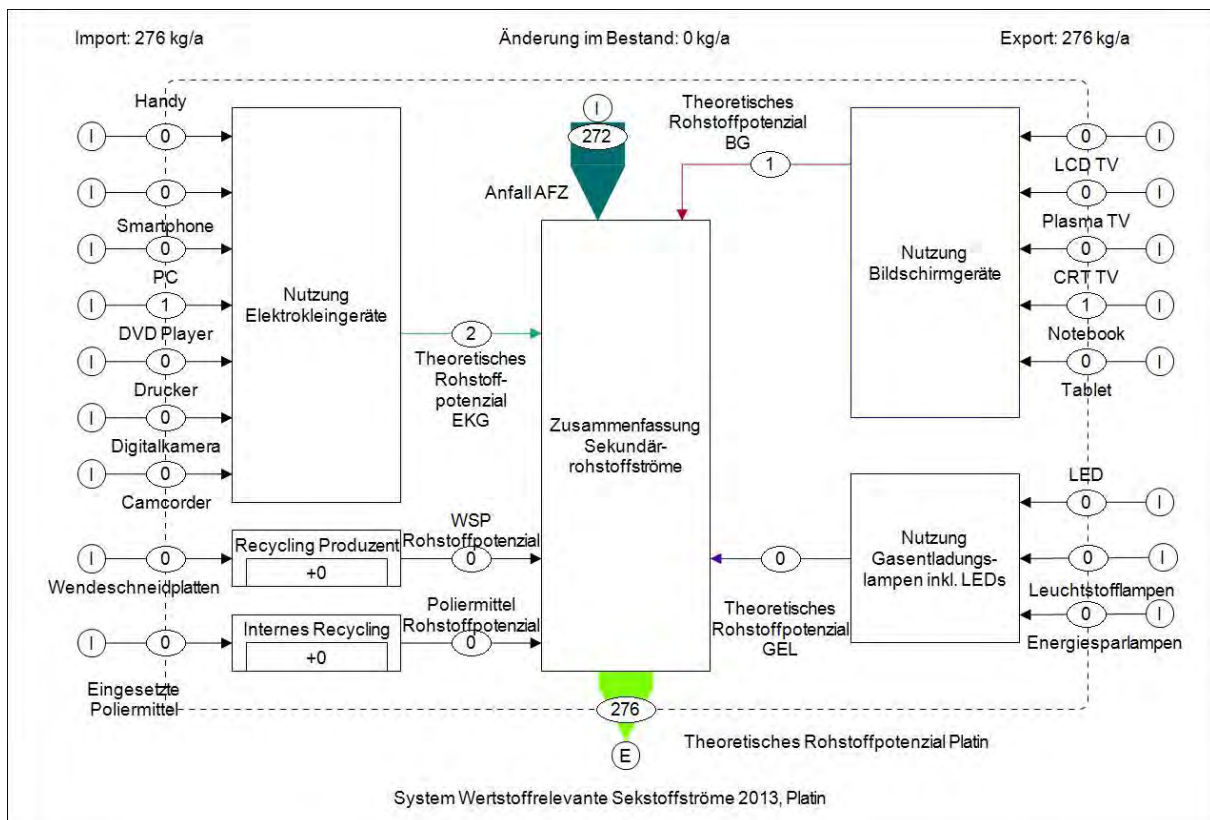 Import: 276 kg/a
Änderung im Bestand: 0 kg/a
Export: 276 kg/a
Handy
I
0
I
0
Smartphone
I
0
PC
I
1
DVD Player
I
0
Drucker
I
0
Digitalkamera
I
0
Camcorder
Nutzung
Elektrokleingeräte
2
Theoretisches
Rohstoff-
potenzial
EKG
I
0
Wendeschneidplatten
Recycling Produzent
+0
WSP
Rohstoffpotenzial
0
I
0
Eingesetzte
Poliermittel
Internes Recycling
+0
Poliermittel
Rohstoffpotenzial
0
I
272
Anfall AFZ
Zusammenfassung
Sekundär-
rohstoffströme
Theoretisches
Rohstoffpotenzial
BG
1
Nutzung
Bildschirmgeräte
0
I
LCD TV
0
I
Plasma TV
0
I
CRT TV
1
I
Notebook
0
I
Tablet
LED
0
I
0
I
Leuchtstofflampen
0
I
Energiesparlampen
Nutzung
Gasentladungs-
lampen inkl. LEDs
0
Theoretisches
Rohstoffpotenzial
GEL
276
E
Theoretisches Rohstoffpotenzial Platin
System Wertstoffrelevante Sekstoffströme 2013, Platin